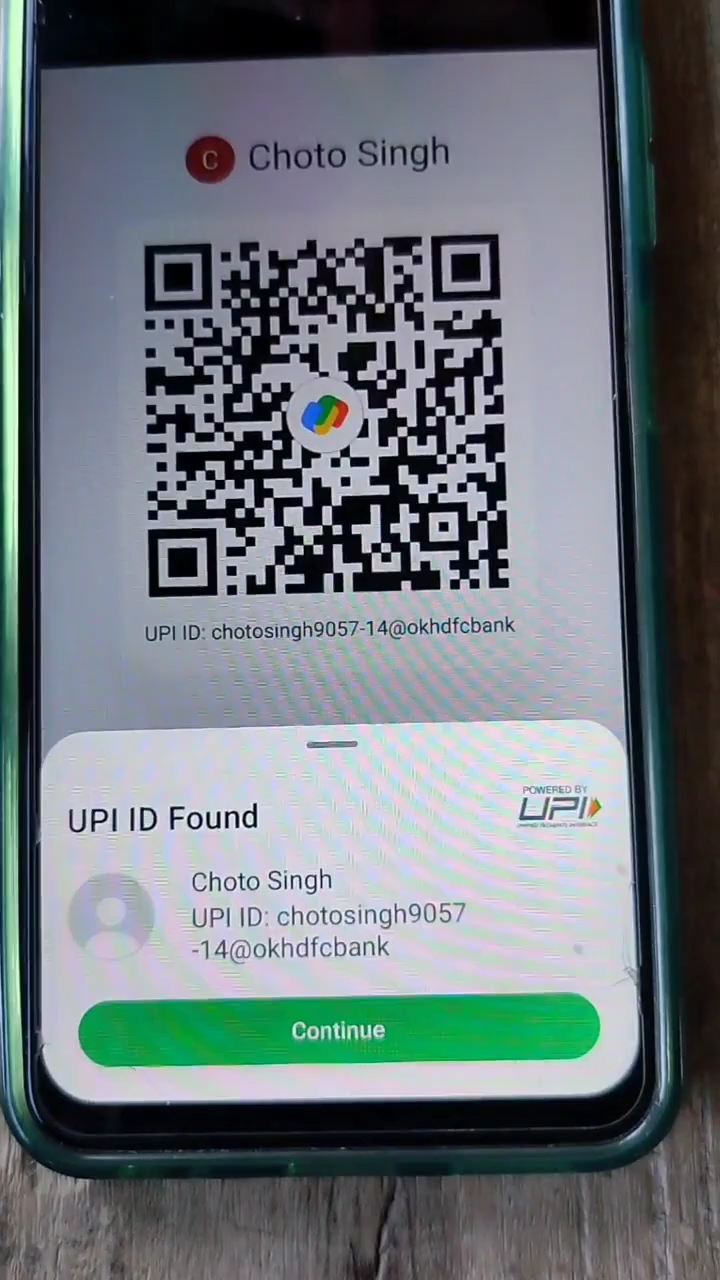 C Choto Singh
UPI ID: chotosingh9057-14@okhdfcbank
POWERED BY
UPI
UPI ID Found
Choto Singh
UPI ID: chotosingh9057
-14@okhdfcbank
Continue